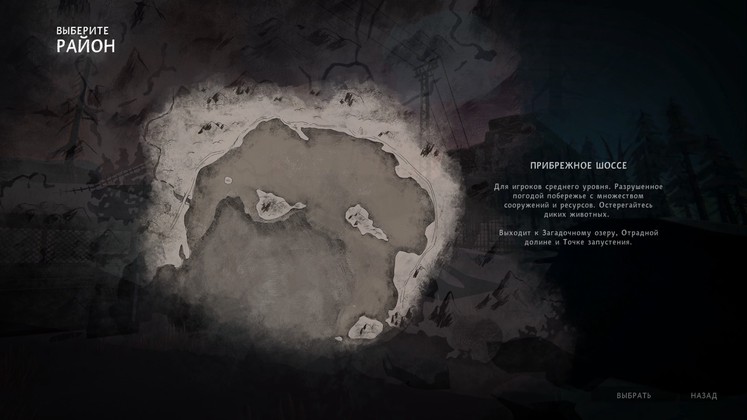 ВЫБЕРИТЕ
РАЙОН
ПРИБРЕЖНОЕ ШОССЕ
Для игроков среднего уровня. Разрушенное
погодой побережье с множеством
сооружений и ресурсов. Остерегайтесь
диких животных.
Выходит к Загадочному озеру, Отрадной
долине и Точке запустения.
ВЫБРАТЬ
НАЗАД